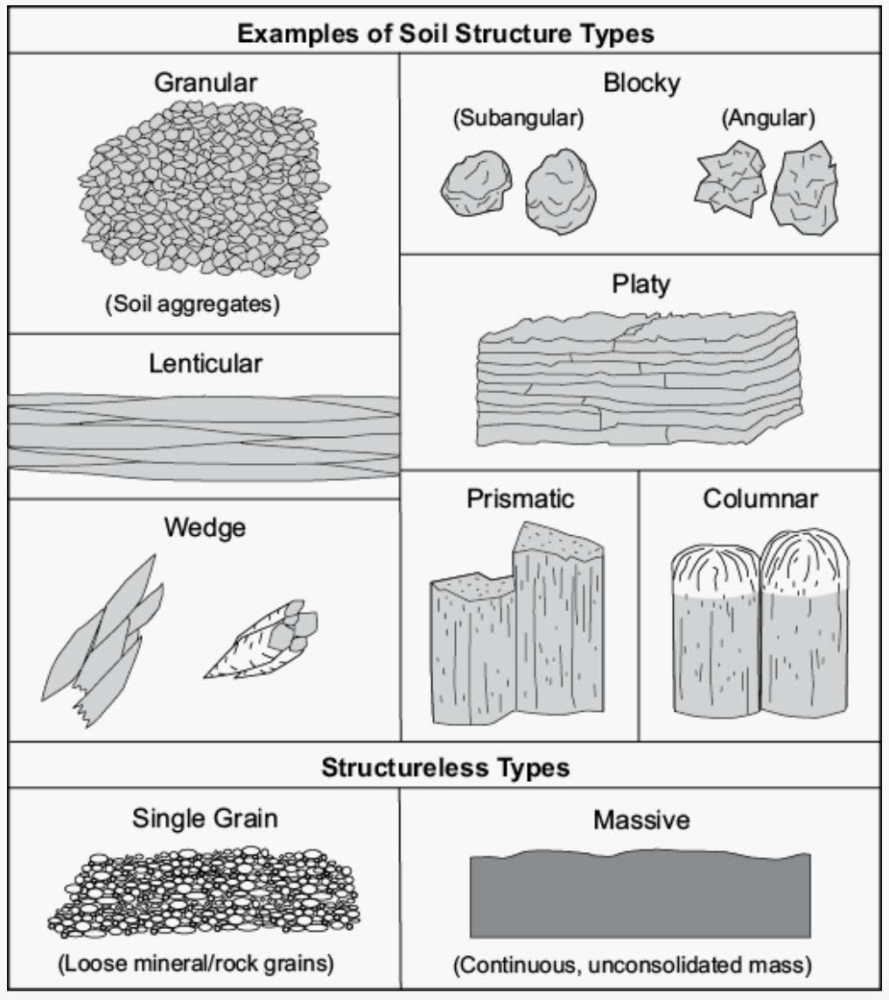 Examples of Soil Structure Types
Granular
(Soil aggregates)
Blocky
(Subangular)
(Angular)
Lenticular
Platy
Wedge
Prismatic
Columnar
Structureless Types
Single Grain
(Loose mineral/rock grains)
Massive
(Continuous, unconsolidated mass)